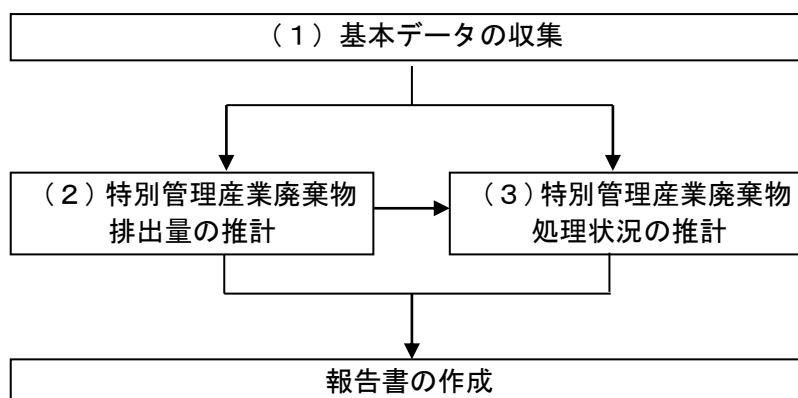 （１）基本データの収集
（２）特別管理産業廃棄物
排出量の推計
（３）特別管理産業廃棄物
処理状況の推計
報告書の作成